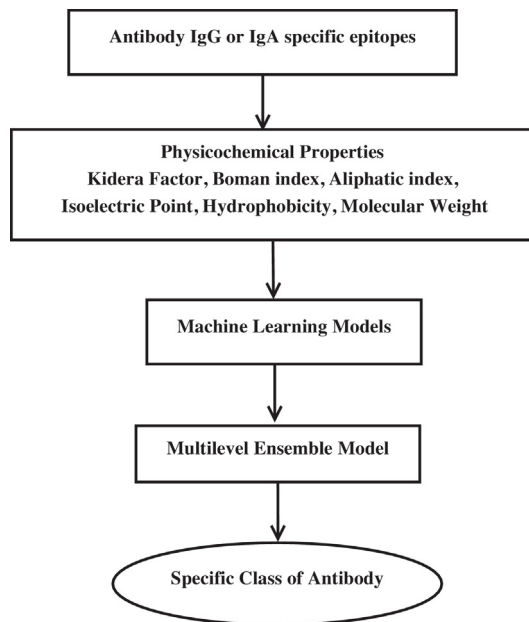 Antibody IgG or IgA specific epitopes
Physicochemical Properties
Kidera Factor, Boman index, Aliphatic index,
Isoelectric Point, Hydrophobicity, Molecular Weight
Machine Learning Models
Multilevel Ensemble Model
Specific Class of Antibody